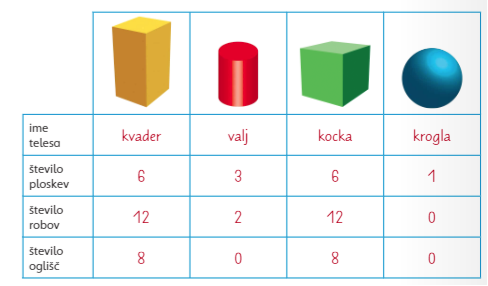 ime
telesa
kvader valj kocka krogla
število
ploskev
6 3 6 1
število
robov
12 2 12 0
število
oglišč
8 0 8 0